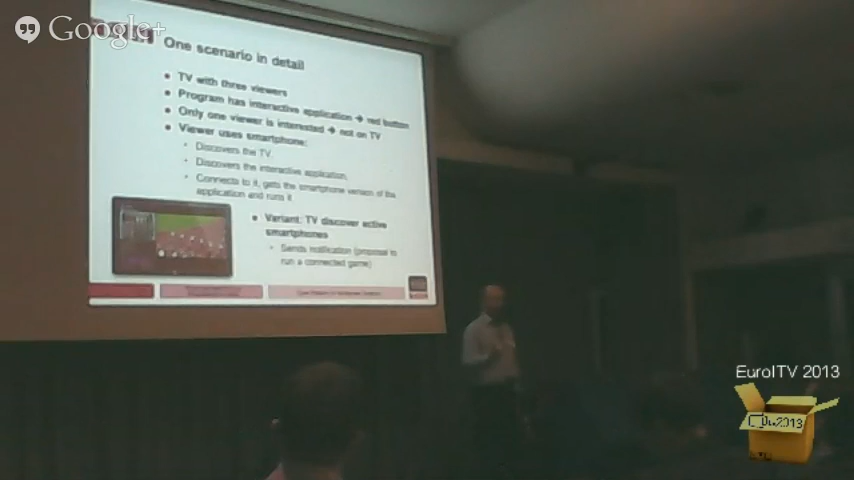 Google+
One scenario in detail
• TV with three viewers
• Program has interactive application → red button
• Only one viewer is interested → not on TV
• Viewer uses smartphone:
• Discovers the TV.
• Discovers the interactive application,
• Connects to it, gets the smartphone version of the
application and runs it
• Variant: TV discover active
smartphones
• Sends notification (propose to
run a connected game)
EuroITV 2013
2013